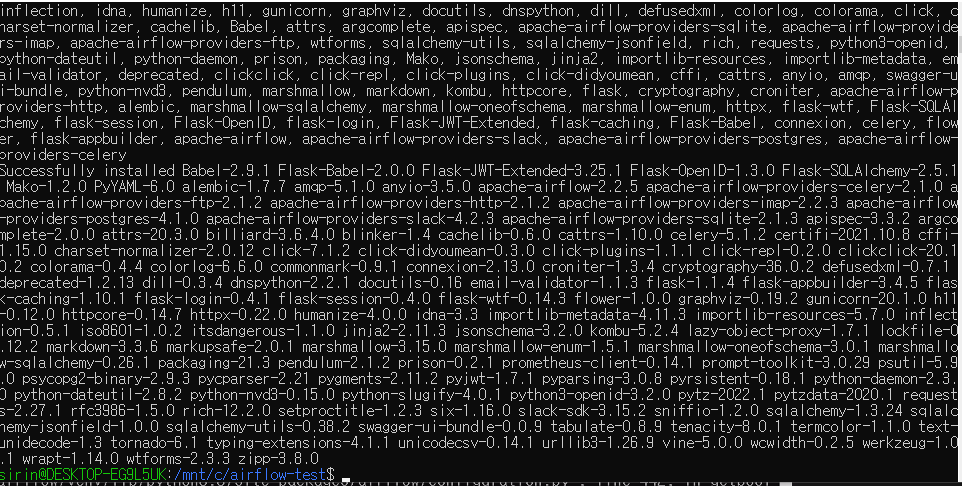 inflection, idna, humanize, h11, gunicorn, graphviz, docutils, dnspython, dill, defusedxml, colorlog, colorama, click, c
harset-normalizer, cachelib, Babel, attrs, argcomplete, apispec, apache-airflow-providers-sqlite, apache-airflow-provide
rs-imap, apache-airflow-providers-ftp, wtforms, sqlalchemy-utils, sqlalchemy-jsonfield, rich, requests, python3-openid,
python-dateutil, python-daemon, prison, packaging, Mako, jsonschema, jinja2, importlib-resources, importlib-metadata, em
ail-validator, deprecated, clickclick, click-repl, click-plugins, click-didyoumean, cffi, cattrs, anyio, amqp, swagger-u
i-bundle, python-nvd3, pendulum, marshmallow, markdown, kombu, httpcore, flask, cryptography, croniter, apache-airflow-p
roviders-http, alembic, marshmallow-sqlalchemy, marshmallow-oneofschema, marshmallow-enum, httpx, flask-wtf, Flask-SQLAl
chemy, flask-session, Flask-OpenID, flask-login, Flask-JWT-Extended, flask-caching, Flask-Babel, connexion, celery, flow
er, flask-appbuilder, apache-airflow, apache-airflow-providers-slack, apache-airflow-providers-postgres, apache-airflow-
providers-celery
Successfully installed Babel-2.9.1 Flask-Babel-2.0.0 Flask-JWT-Extended-3.25.1 Flask-OpenID-1.3.0 Flask-SQLAlchemy-2.5.1
Mako-1.2.0 PyYAML-6.0 alembic-1.7.7 amqp-5.1.0 anyio-3.5.0 apache-airflow-2.2.5 apache-airflow-providers-celery-2.1.0 a
pache-airflow-providers-ftp-2.1.2 apache-airflow-providers-http-2.1.2 apache-airflow-providers-imap-2.2.3 apache-airflow
-providers-postgres-4.1.0 apache-airflow-providers-slack-4.2.3 apache-airflow-providers-sqlite-2.1.3 apispec-3.3.2 argco
mplete-2.0.0 attrs-20.3.0 billiard-3.6.4.0 blinker-1.4 cachelib-0.6.0 cattrs-1.10.0 celery-5.1.2 certifi-2021.10.8 cffi-
1.15.0 charset-normalizer-2.0.12 click-7.1.2 click-didyoumean-0.3.0 click-plugins-1.1.1 click-repl-0.2.0 clickclick-20.1
0.2 colorama-0.4.4 colorlog-6.6.0 commonmark-0.9.1 connexion-2.13.0 croniter-1.3.4 cryptography-36.0.2 defusedxml-0.7.1
deprecated-1.2.13 dill-0.3.4 dnspython-2.2.1 docutils-0.16 email-validator-1.1.3 flask-1.1.4 flask-appbuilder-3.4.5 flas
k-caching-1.10.1 flask-login-0.4.1 flask-session-0.4.0 flask-wtf-0.14.3 flower-1.0.0 graphviz-0.19.2 gunicorn-20.1.0 h11
-0.12.0 httpcore-0.14.7 httpx-0.22.0 humanize-4.0.0 idna-3.3 importlib-metadata-4.11.3 importlib-resources-5.7.0 inflect
ion-0.5.1 iso8601-1.0.2 itsdangerous-1.1.0 jinja2-2.11.3 jsonschema-3.2.0 kombu-5.2.4 lazy-object-proxy-1.7.1 lockfile-0
.12.2 markdown-3.3.6 markupsafe-2.0.1 marshmallow-3.15.0 marshmallow-enum-1.5.1 marshmallow-oneofschema-3.0.1 marshmallo
w-sqlalchemy-0.26.1 packaging-21.3 pendulum-2.1.2 prison-0.2.1 prometheus-client-0.14.1 prompt-toolkit-3.0.29 psutil-5.9
.0 psycopg2-binary-2.9.3 pycparser-2.21 pygments-2.11.2 pyjwt-1.7.1 pyparsing-3.0.8 pyrsistent-0.18.1 python-daemon-2.3.
0 python-dateutil-2.8.2 python-nvd3-0.15.0 python-slugify-4.0.1 python3-openid-3.2.0 pytz-2022.1 pytzdata-2020.1 request
s-2.27.1 rfc3986-1.5.0 rich-12.2.0 setproctitle-1.2.3 six-1.16.0 slack-sdk-3.15.2 sniffio-1.2.0 sqlalchemy-1.3.24 sqlalc
hemy-jsonfield-1.0.0 sqlalchemy-utils-0.38.2 swagger-ui-bundle-0.0.9 tabulate-0.8.9 tenacity-8.0.1 termcolor-1.1.0 text-
unidecode-1.3 tornado-6.1 typing-extensions-4.1.1 unicodecsv-0.14.1 urllib3-1.26.9 vine-5.0.0 wcwidth-0.2.5 werkzeug-1.0
.1 wrapt-1.14.0 wtforms-2.3.3 zipp-3.8.0
sirin@DESKTOP-EG9L5UK:/mnt/c/airflow-test$